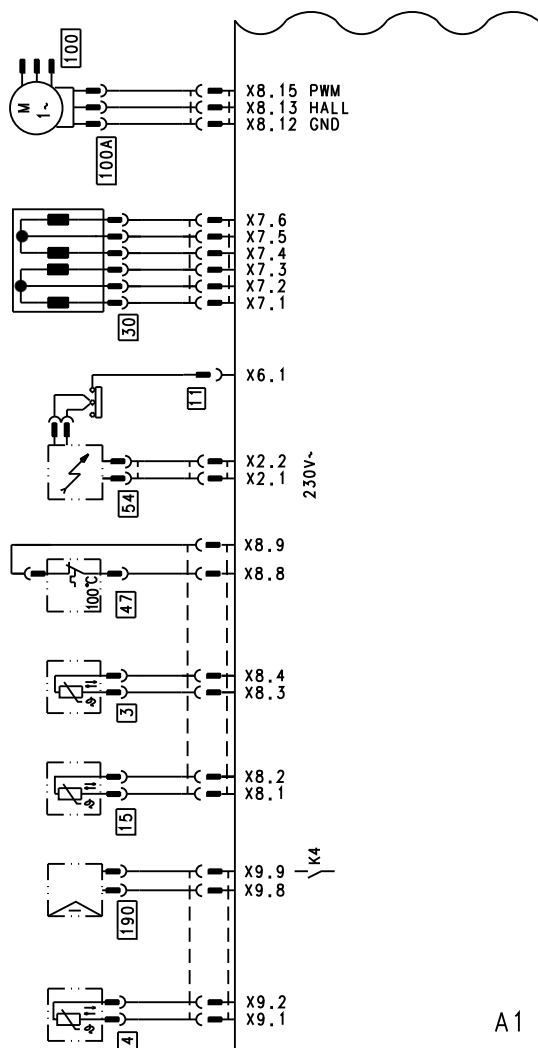 100
M
1~
100A
X8.15 PWM
X8.13 HALL
X8.12 GND
X7.6
X7.5
X7.4
X7.3
X7.2
X7.1
30
X6.1
11
X2.2
X2.1
230V~
54
X8.9
X8.8
100°C
47
X8.4
X8.3
ϑ
3
X8.2
X8.1
ϑ
15
X9.9
K4
X9.8
190
X9.2
X9.1
ϑ
4
A1